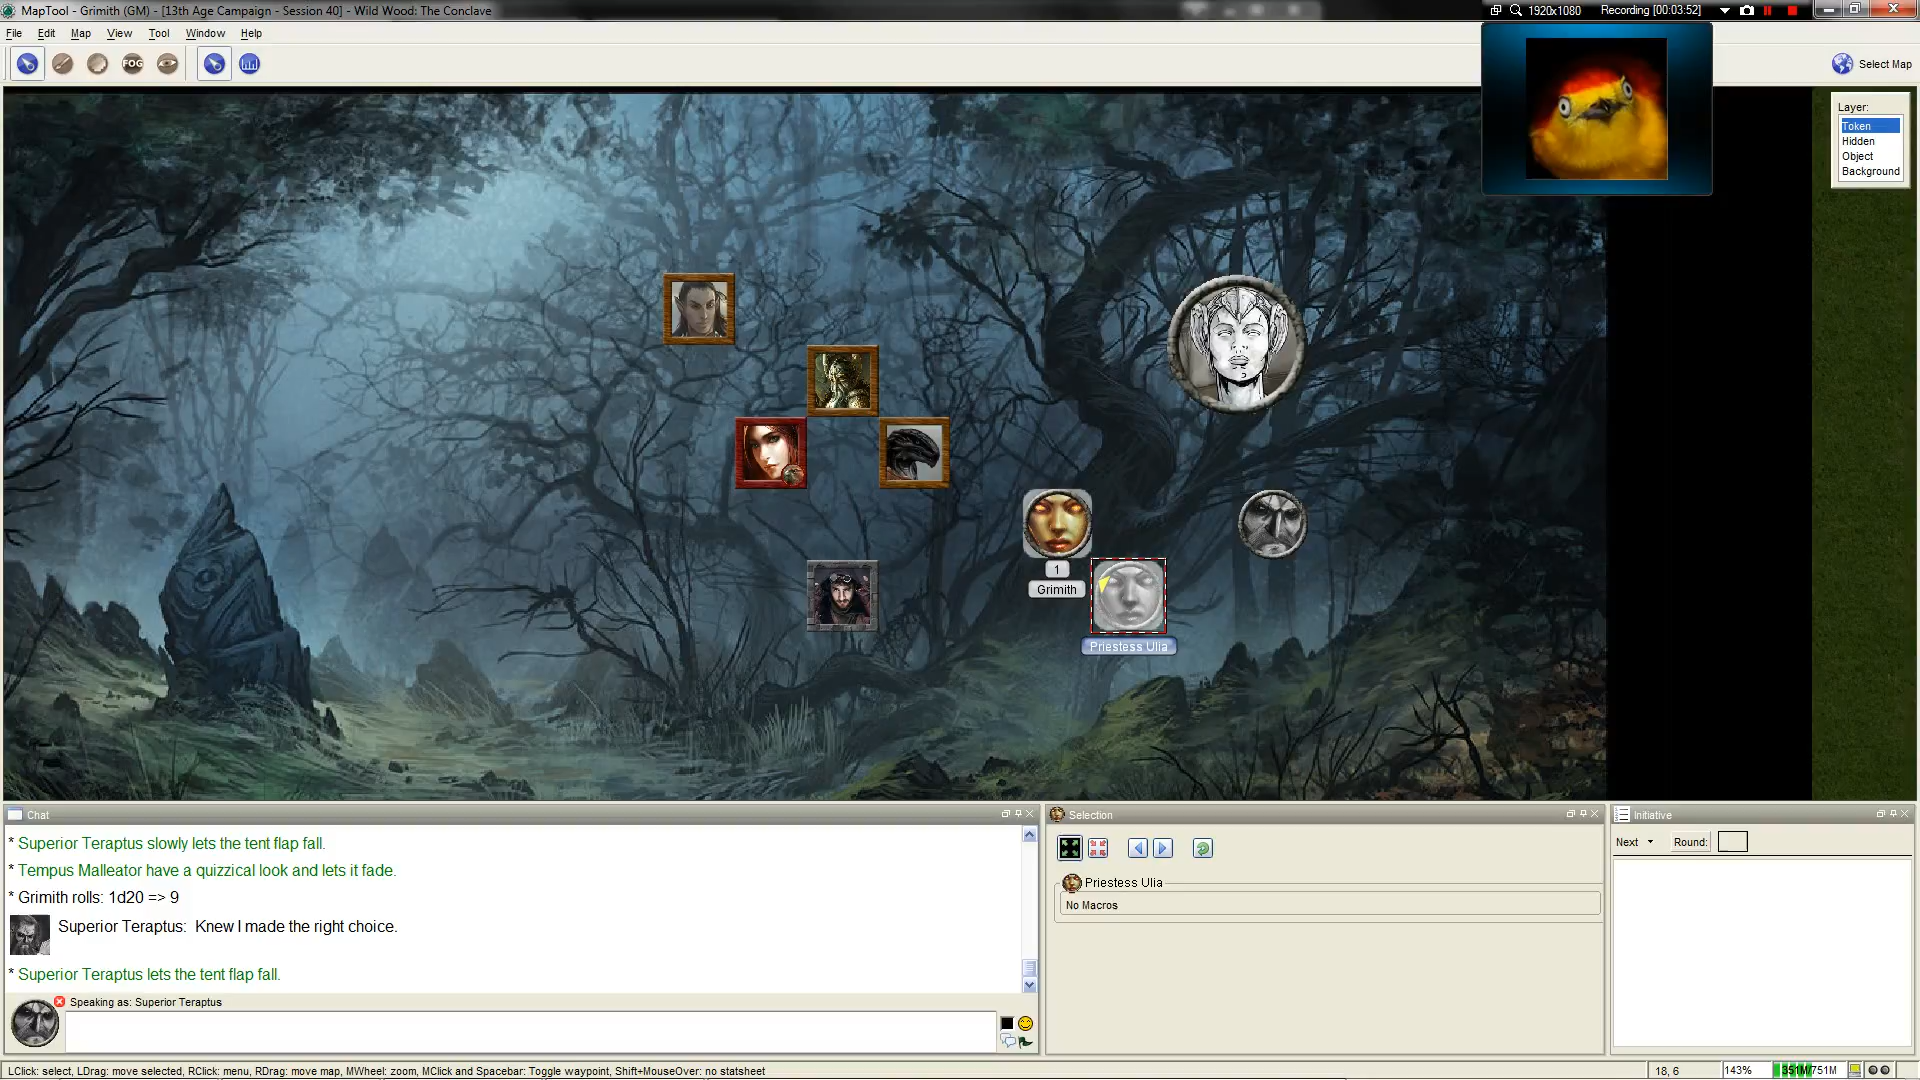 MapTool - Grimith (GM) - [13th Age Campaign - Session 40] - Wild Wood: The Conclave
1920x1080
Recording [00:03:52]
File Edit Map View Tool Window Help
FOG
Select Map
Layer:
Token
Hidden
Object
Background
1
Grimith
Priestess Ulia
Chat
* Superior Teraptus slowly lets the tent flap fall.
* Tempus Malleator have a quizzical look and lets it fade.
* Grimith rolls: 1d20 => 9
Superior Teraptus: Knew I made the right choice.
* Superior Teraptus lets the tent flap fall.
Speaking as: Superior Teraptus
Selection
Priestess Ulia
No Macros
Initiative
Next
Round:
LClick: select, LDrag: move selected, RClick: menu, RDrag: move map, MWheel: zoom, MClick and Spacebar: Toggle waypoint, Shift+MouseOver: no statsheet
18, 6
143%
351M/751M